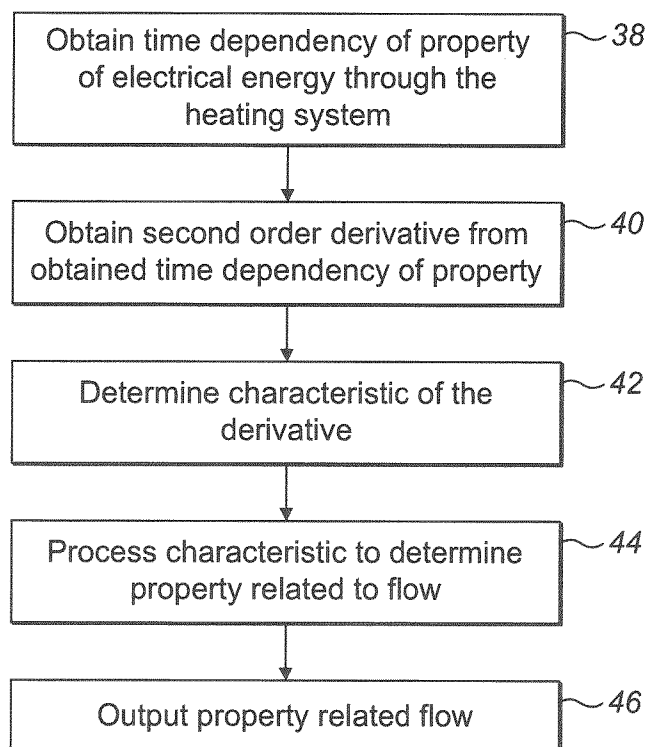 Obtain time dependency of property
of electrical energy through the
heating system
38
Obtain second order derivative from
obtained time dependency of property
40
Determine characteristic of the
derivative
42
Process characteristic to determine
property related to flow
44
Output property related flow
46